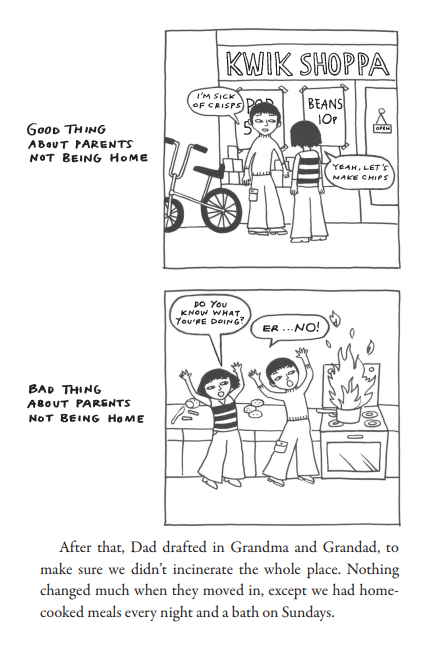 GOOD THING
ABOUT PARENTS
NOT BEING HOME
KWIK SHOPPA
I'M SICK
OF CRISPS
BEANS
10P
OPEN
YEAH, LET'S
MAKE CHIPS
BAD THING
ABOUT PARENTS
NOT BEING HOME
DO YOU
KNOW WHAT
YOU'RE DOING?
ER ...NO!
After that, Dad drafted in Grandma and Grandad, to
make sure we didn't incinerate the whole place. Nothing
changed much when they moved in, except we had home-
cooked meals every night and a bath on Sundays.